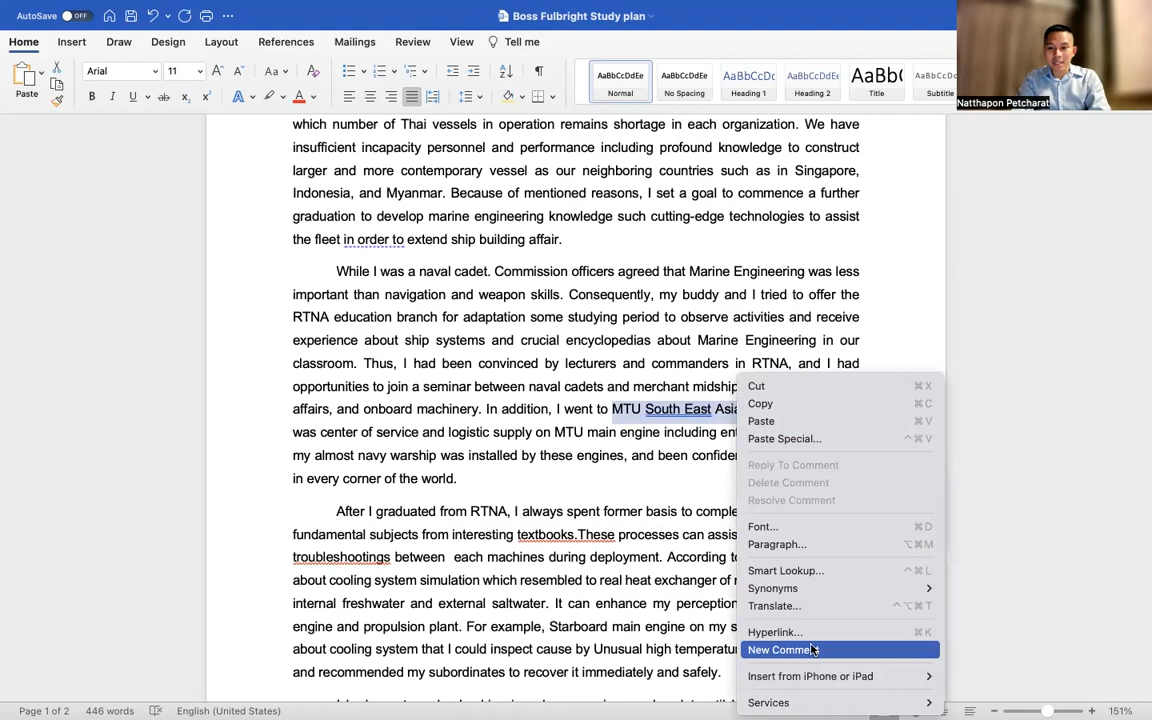 AutoSave OFF
Boss Fulbright Study plan
Home Insert Draw Design Layout References Mailings Review View Tell me
Paste
Arial 11
Aa
B I U ab x₂ x² A A
AaBbCcDdEe AaBbCcDdEe AaBbCcDc AaBbCcDdEe AaBb AaBbCcDdE
Normal No Spacing Heading 1 Heading 2 Title Subtitle
Natthapon Petcharat
which number of Thai vessels in operation remains shortage in each organization. We have
insufficient incapacity personnel and performance including profound knowledge to construct
larger and more contemporary vessel as our neighboring countries such as in Singapore,
Indonesia, and Myanmar. Because of mentioned reasons, I set a goal to commence a further
graduation to develop marine engineering knowledge such cutting-edge technologies to assist
the fleet in order to extend ship building affair.
While I was a naval cadet. Commission officers agreed that Marine Engineering was less
important than navigation and weapon skills. Consequently, my buddy and I tried to offer the
RTNA education branch for adaptation some studying period to observe activities and receive
experience about ship systems and crucial encyclopedias about Marine Engineering in our
classroom. Thus, I had been convinced by lecturers and commanders in RTNA, and I had
opportunities to join a seminar between naval cadets and merchant midship
affairs, and onboard machinery. In addition, I went to MTU South East Asia
was center of service and logistic supply on MTU main engine including
my almost navy warship was installed by these engines, and been
in every corner of the world.
After I graduated from RTNA, I always spent former basis to
fundamental subjects from interesting textbooks.These processes can
troubleshootings between each machines during deployment. According to
about cooling system simulation which resembled to real heat exchanger of
internal freshwater and external saltwater. It can enhance my perception
engine and propulsion plant. For example, Starboard main engine on my
about cooling system that I could inspect cause by Unusual high
and recommended my subordinates to recover it immediately and safely.
Cut ⌘X
Copy ⌘C
Paste ⌘V
Paste Special... ^⌘V
Reply To Comment
Delete Comment
Resolve Comment
Font... ⌘D
Paragraph... ⌥⌘M
Smart Lookup... ^⌘L
Synonyms
Translate... ^⌥⌘T
Hyperlink... ⌘K
New Comment
Insert from iPhone or iPad
Services
Page 1 of 2 446 words English (United States) 151%